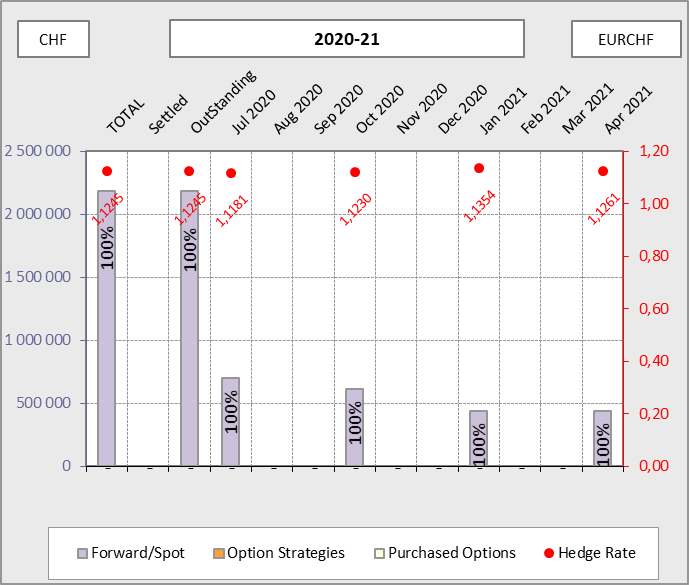 CHF
2020-21
EURCHF
TOTAL
Settled
OutStanding
Jul 2020
Aug 2020
Sep 2020
Oct 2020
Nov 2020
Dec 2020
Jan 2021
Feb 2021
Mar 2021
Apr 2021
2 500 000
2 000 000
1 500 000
1 000 000
500 000
0
1,20
1,00
0,80
0,60
0,40
0,20
0,00
1,1245
1,1245
1,1181
1,1230
1,1354
1,1261
100%
100%
100%
100%
100%
100%
- - - - - - - - - - - - -
Forward/Spot
Option Strategies
Purchased Options
Hedge Rate